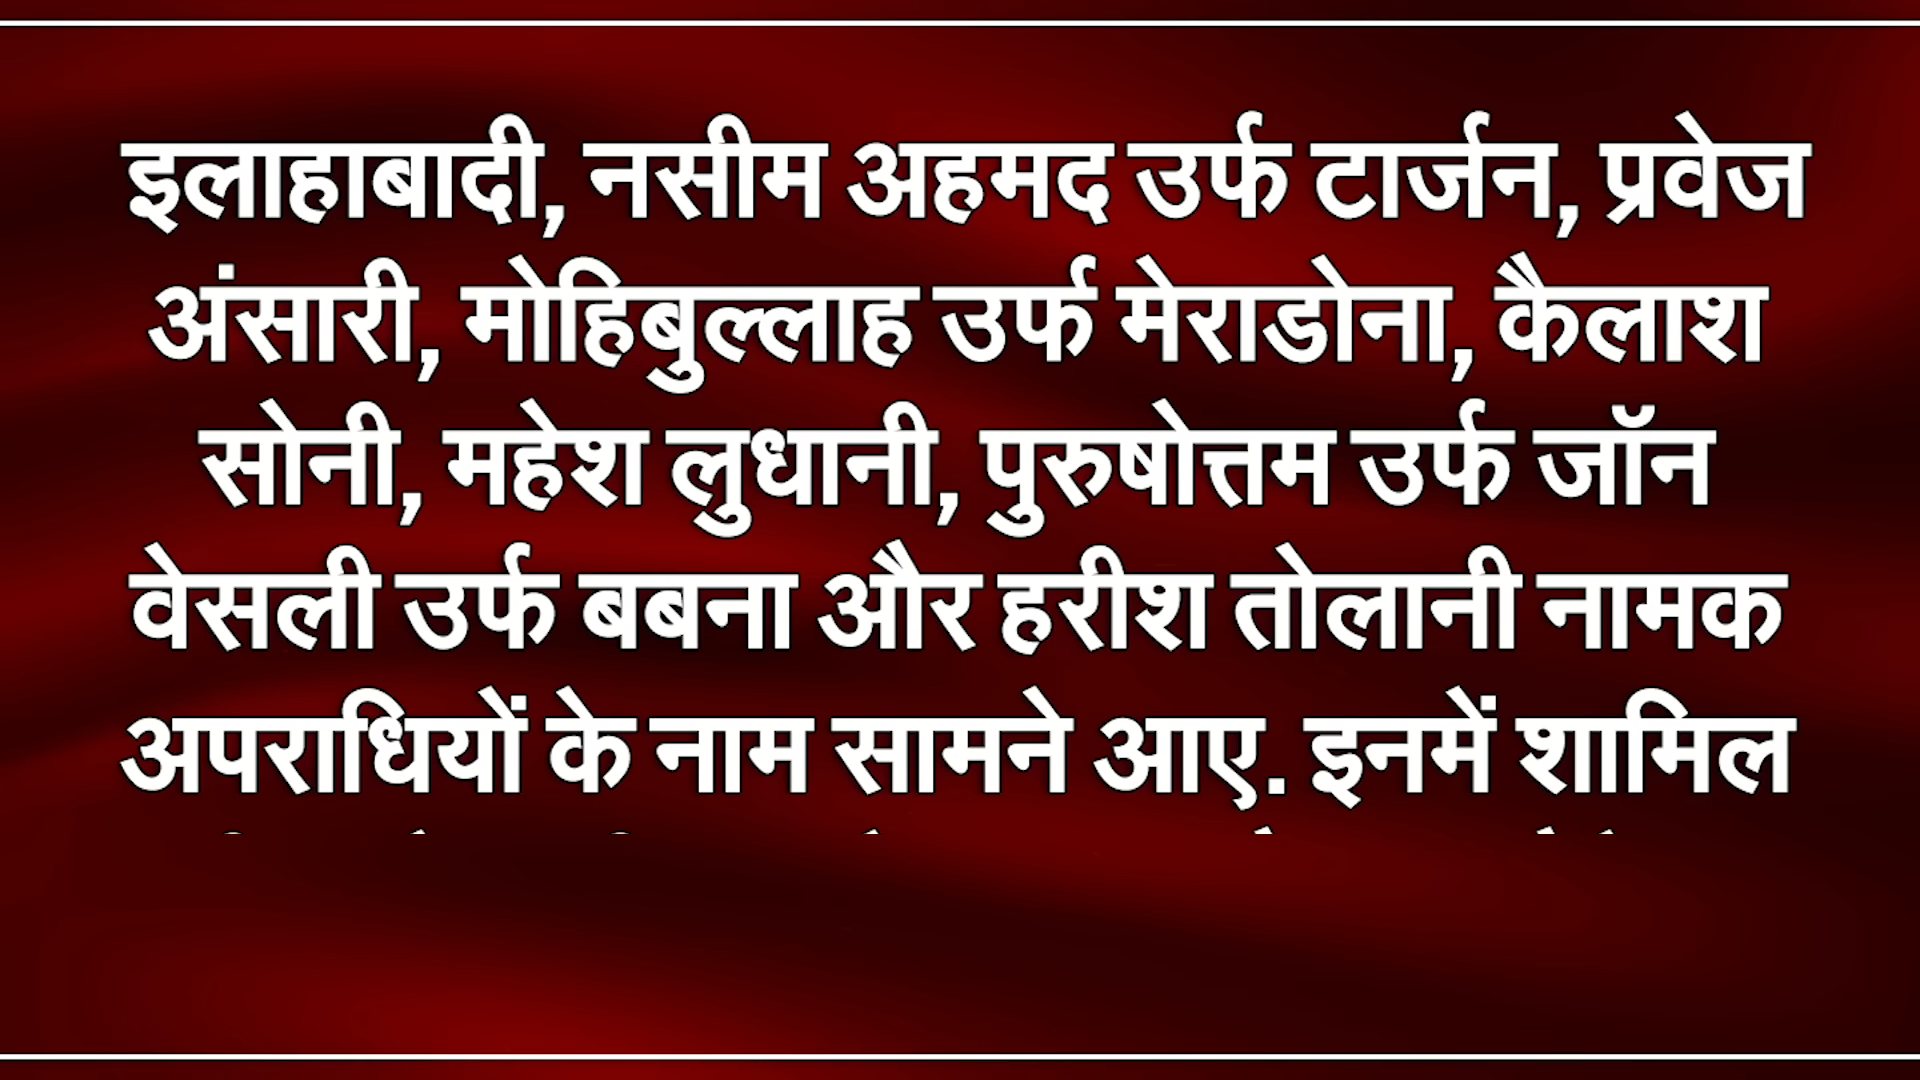 इलाहाबादी, नसीम अहमद उर्फ टार्जन, प्रवेज
अंसारी, मोहिबुल्लाह उर्फ मेराडोना, कैलाश
सोनी, महेश लुधानी, पुरुषोत्तम उर्फ जॉन
वेसली उर्फ बबना और हरीश तोलानी नामक
अपराधियों के नाम सामने आए. इनमें शामिल